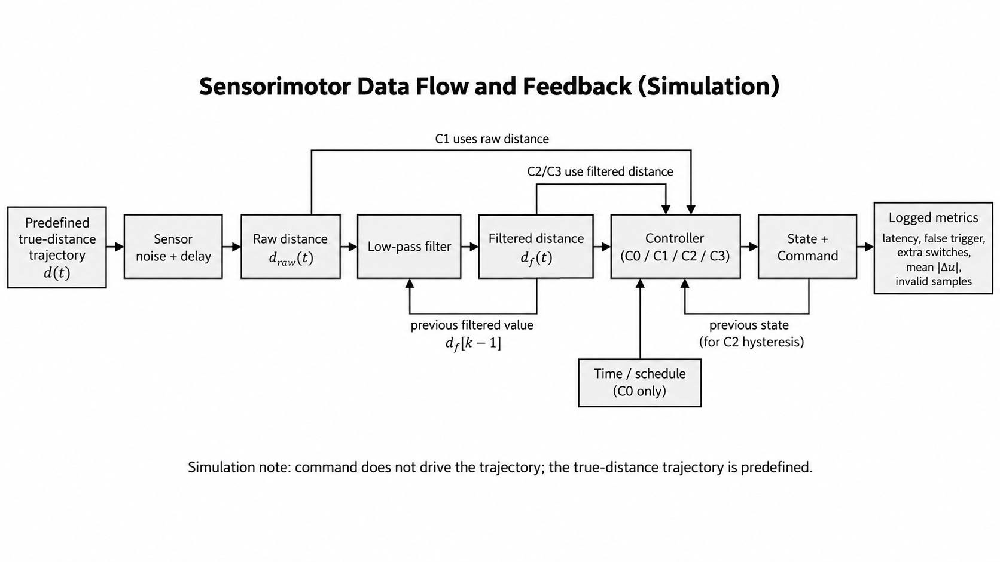 Sensorimotor Data Flow and Feedback (Simulation)
C1 uses raw distance
C2/C3 use filtered distance
Predefined
true-distance
trajectory
d(t)
Sensor
noise + delay
Raw distance
d_raw(t)
Low-pass filter
Filtered distance
d_f(t)
Controller
(C0 / C1 / C2 / C3)
State +
Command
Logged metrics
latency, false trigger,
extra switches,
mean |Δu|,
invalid samples
previous filtered value
d_f[k − 1]
previous state
(for C2 hysteresis)
Time / schedule
(C0 only)
Simulation note: command does not drive the trajectory; the true-distance trajectory is predefined.